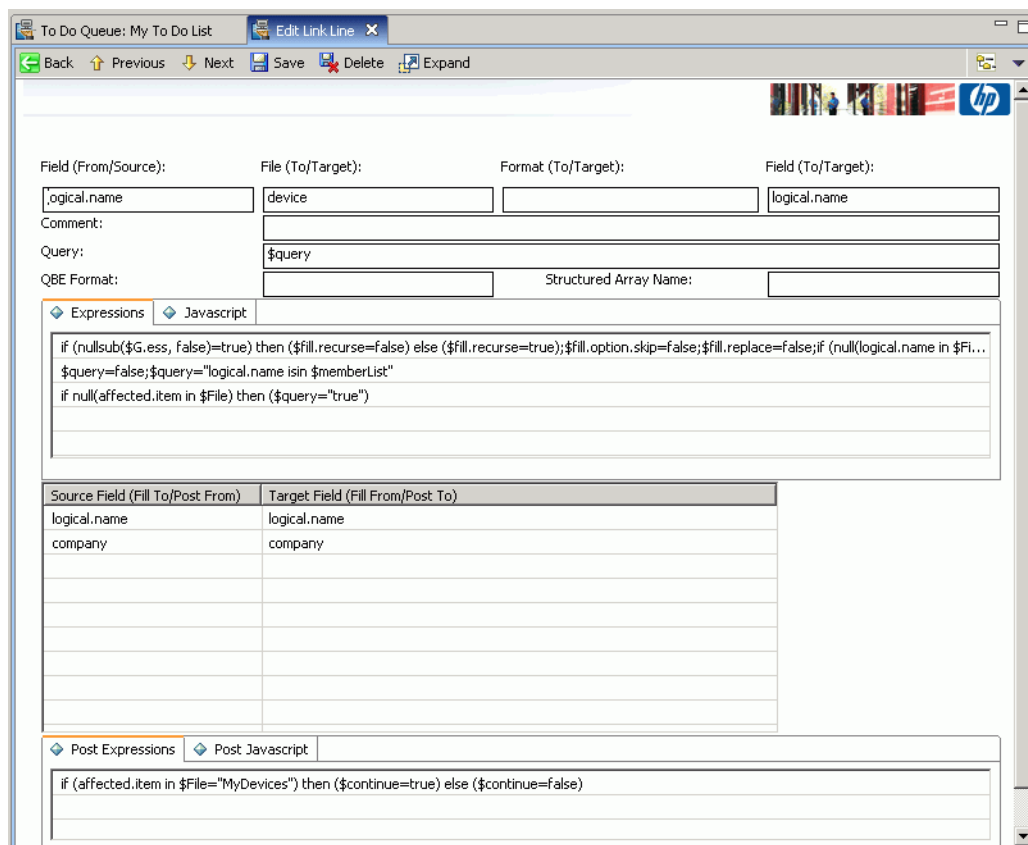 To Do Queue: My To Do List Edit Link Line X
Back Previous Next Save Delete Expand
hp
Field (From/Source): File (To/Target): Format (To/Target): Field (To/Target):
logical.name device logical.name
Comment:
Query: $query
QBE Format: Structured Array Name:
Expressions Javascript
if (nullsub($G.ess, false)=true) then ($fill.recurse=false) else ($fill.recurse=true);$fill.option.skip=false;$fill.replace=false;if (null(logical.name in $Fi...
$query=false;$query="logical.name isin $memberList"
if null(affected.item in $File) then ($query="true")
Source Field (Fill To/Post From) Target Field (Fill From/Post To)
logical.name logical.name
company company
Post Expressions Post Javascript
if (affected.item in $File="MyDevices") then ($continue=true) else ($continue=false)